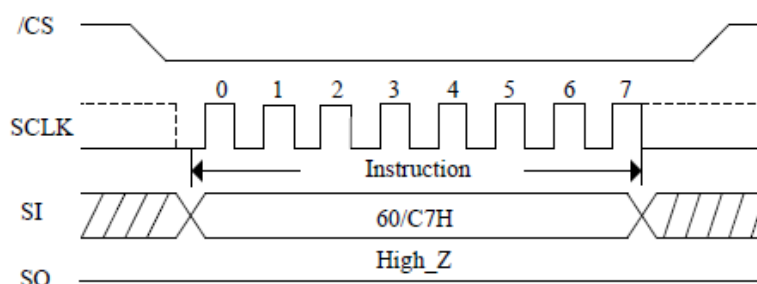 /CS
0 1 2 3 4 5 6 7
SCLK
Instruction
SI
60/C7H
High_Z
SO